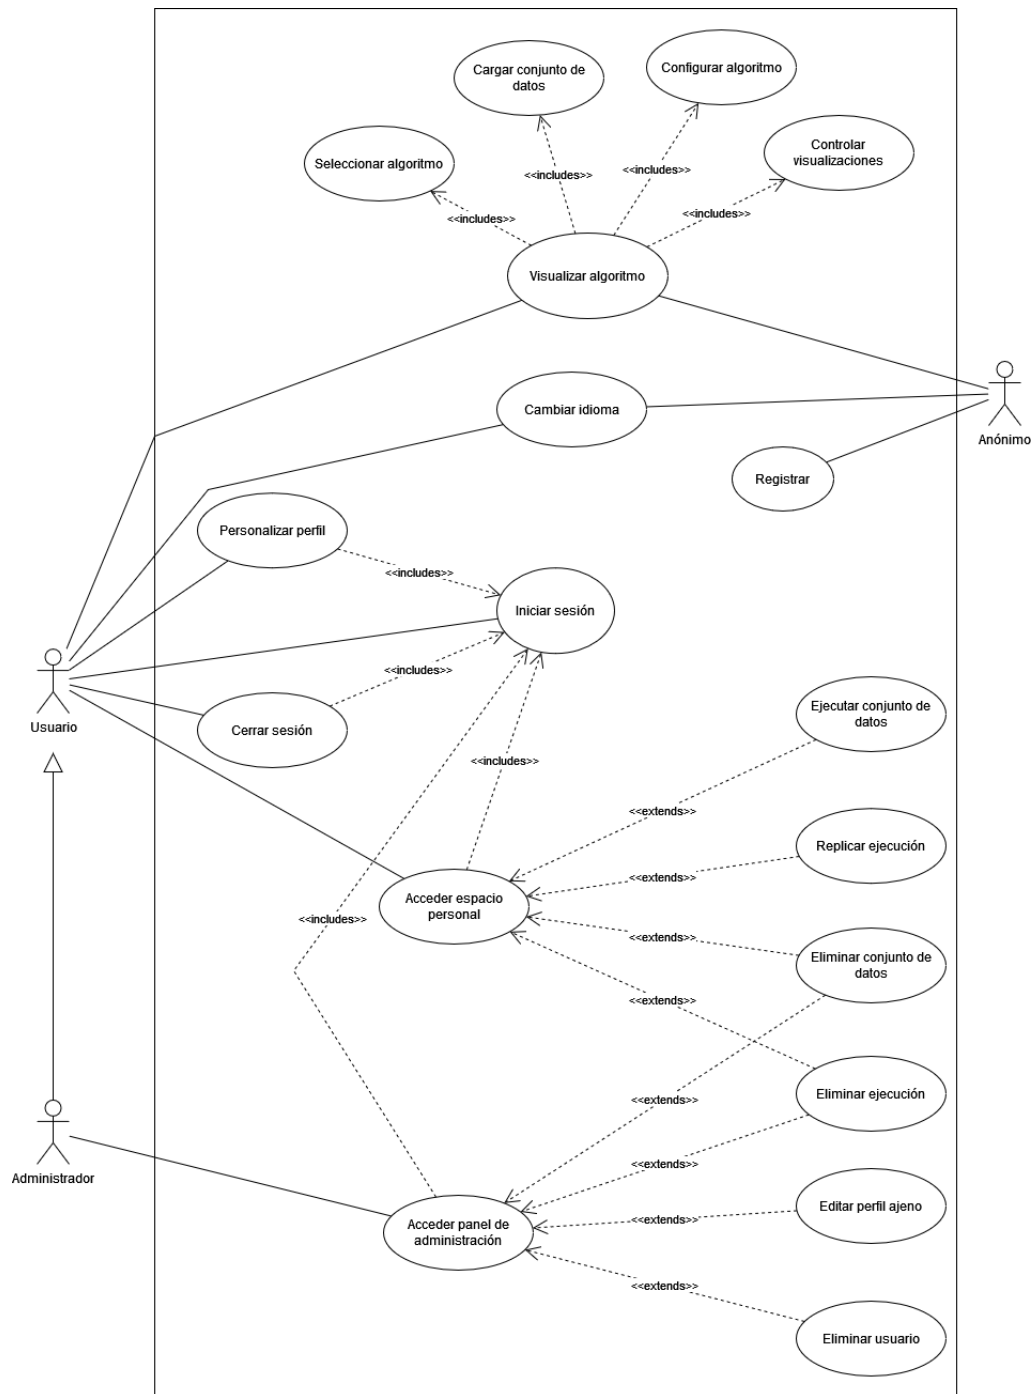 Cargar conjunto de
datos
Configurar algoritmo
Seleccionar algoritmo
Controlar
visualizaciones
<<includes>>
<<includes>>
<<includes>>
<<includes>>
Visualizar algoritmo
Cambiar idioma
Anónimo
Registrar
Personalizar perfil
<<includes>>
Iniciar sesión
<<includes>>
Usuario
Cerrar sesión
Ejecutar conjunto de
datos
<<includes>>
<<extends>>
Replicar ejecución
<<extends>>
Acceder espacio
personal
<<includes>>
<<extends>>
Eliminar conjunto de
datos
<<extends>>
Eliminar ejecución
<<extends>>
Administrador
<<extends>>
Editar perfil ajeno
<<extends>>
Acceder panel de
administración
<<extends>>
Eliminar usuario